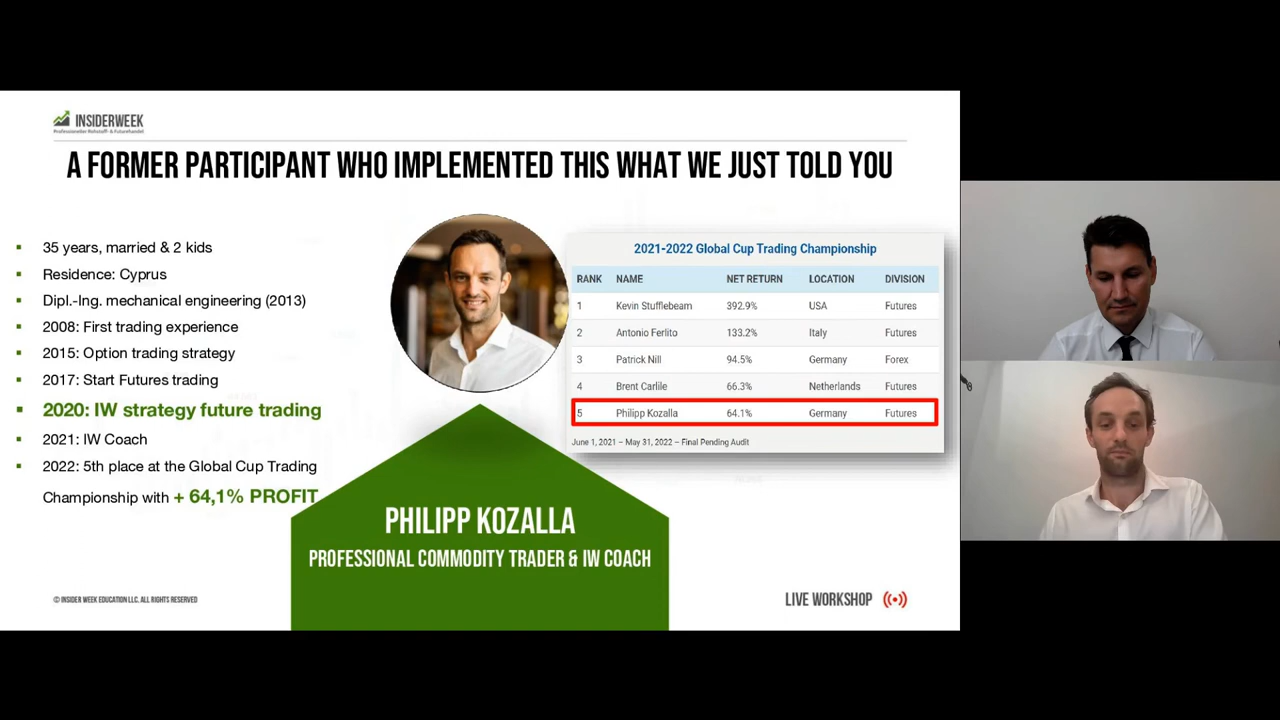 INSIDERWEEK
Professioneller Rohstoff- & Futurehandel
A FORMER PARTICIPANT WHO IMPLEMENTED THIS WHAT WE JUST TOLD YOU
35 years, married & 2 kids
Residence: Cyprus
Dipl.-Ing. mechanical engineering (2013)
2008: First trading experience
2015: Option trading strategy
2017: Start Futures trading
2020: IW strategy future trading
2021: IW Coach
2022: 5th place at the Global Cup Trading
Championship with + 64,1% PROFIT
2021-2022 Global Cup Trading Championship
RANK NAME NET RETURN LOCATION DIVISION
1 Kevin Stufflebeam 392.9% USA Futures
2 Antonio Ferlito 133.2% Italy Futures
3 Patrick Nill 94.5% Germany Forex
4 Brent Carlile 66.3% Netherlands Futures
5 Philipp Kozalla 64.1% Germany Futures
June 1, 2021 – May 31, 2022 – Final Pending Audit
PHILIPP KOZALLA
PROFESSIONAL COMMODITY TRADER & IW COACH
© INSIDER WEEK EDUCATION LLC. ALL RIGHTS RESERVED
LIVE WORKSHOP